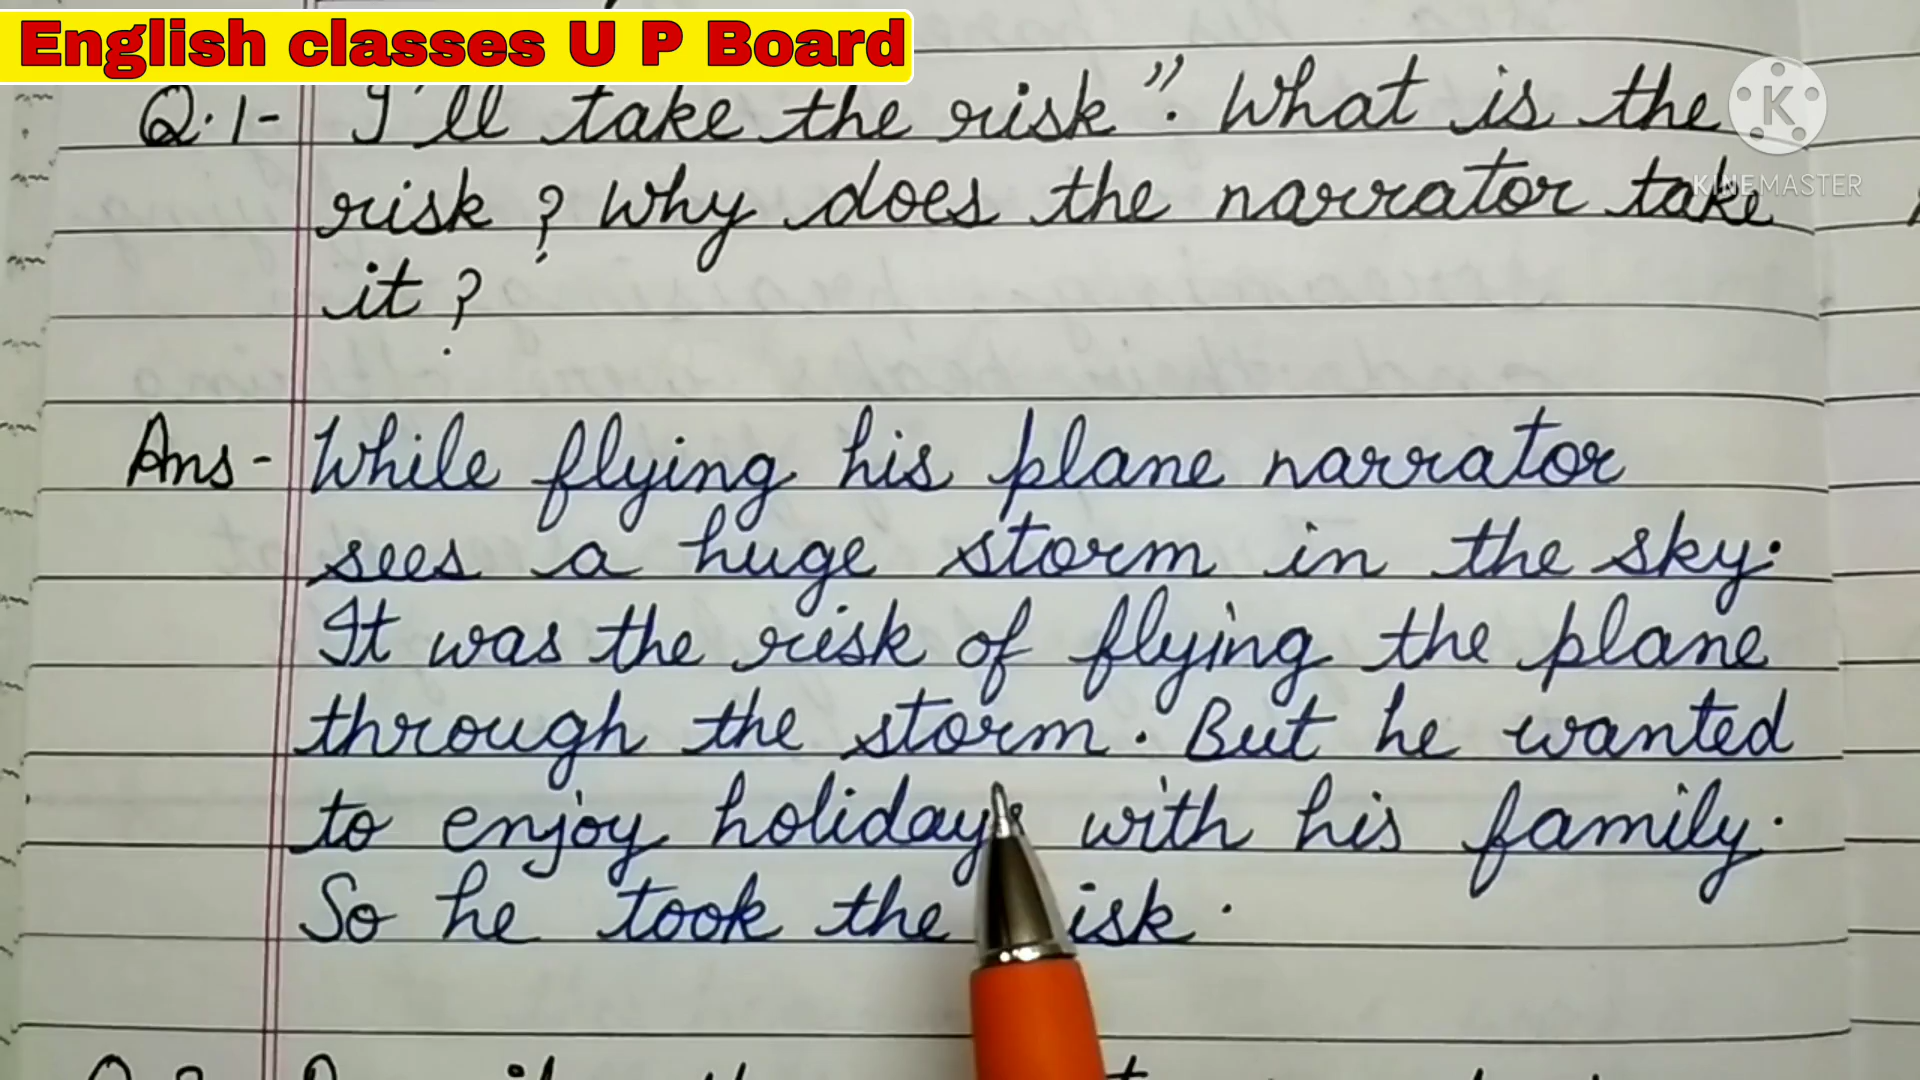 English classes U P Board
Q.1- I'll take the risk". What is the
risk? Why does the narrator take
it?
Ans- While flying his plane narrator
sees a huge storm in the sky.
It was the risk of flying the plane
through the storm. But he wanted
to enjoy holidays with his family.
So he took the isk.
K
KINEMASTER